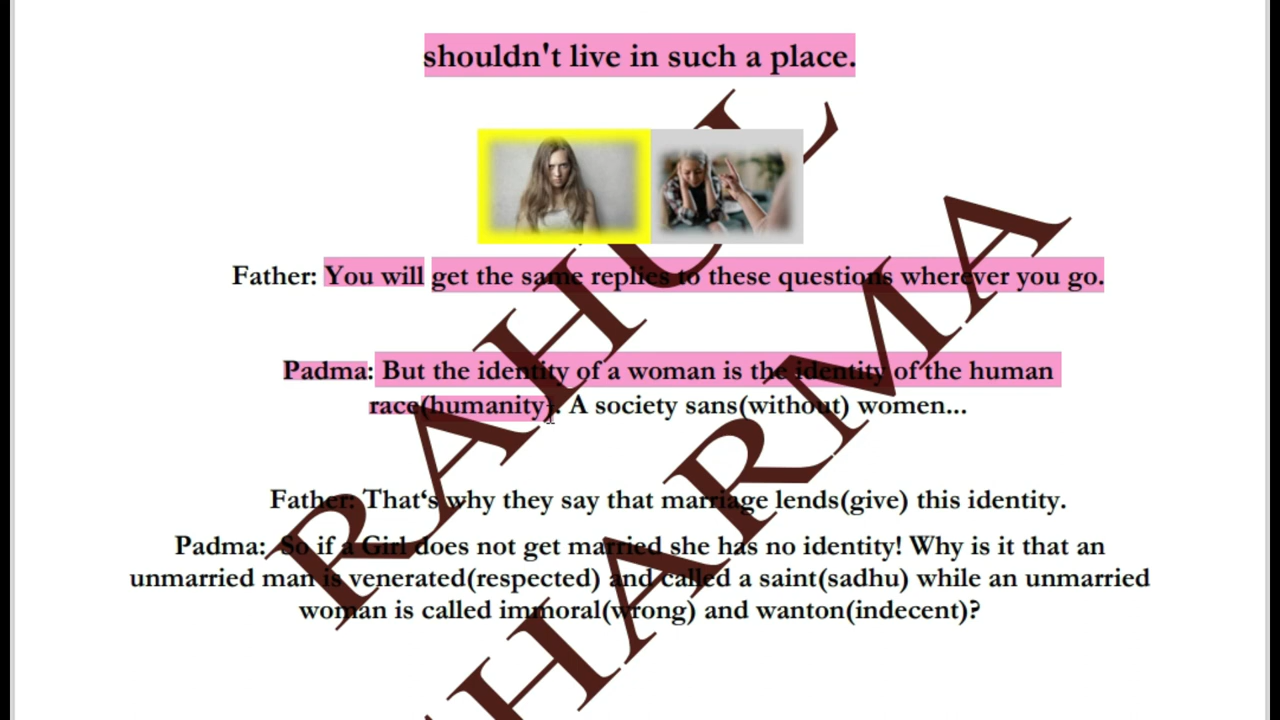 shouldn't live in such a place.
Father: You will get the same replies to these questions wherever you go.
Padma: But the identity of a woman is the identity of the human
race(humanity). A society sans(without) women...
Father: That‘s why they say that marriage lends(give) this identity.
Padma: So if a Girl does not get married she has no identity! Why is it that an
unmarried man is venerated(respected) and called a saint(sadhu) while an unmarried
woman is called immoral(wrong) and wanton(indecent)?
RAHUL
SHARMA